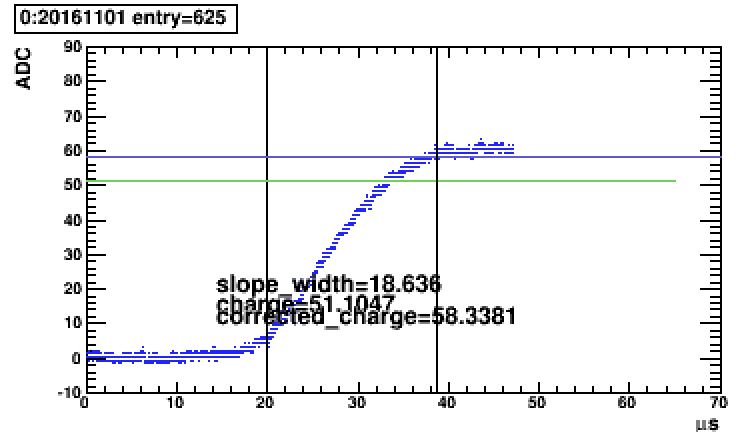 0:20161101 entry=625
ADC
90
80
70
60
50
40
30
20
10
0
-10
slope_width=18.636
charge=51.1047
corrected_charge=58.3381
0 10 20 30 40 50 60 70
μs